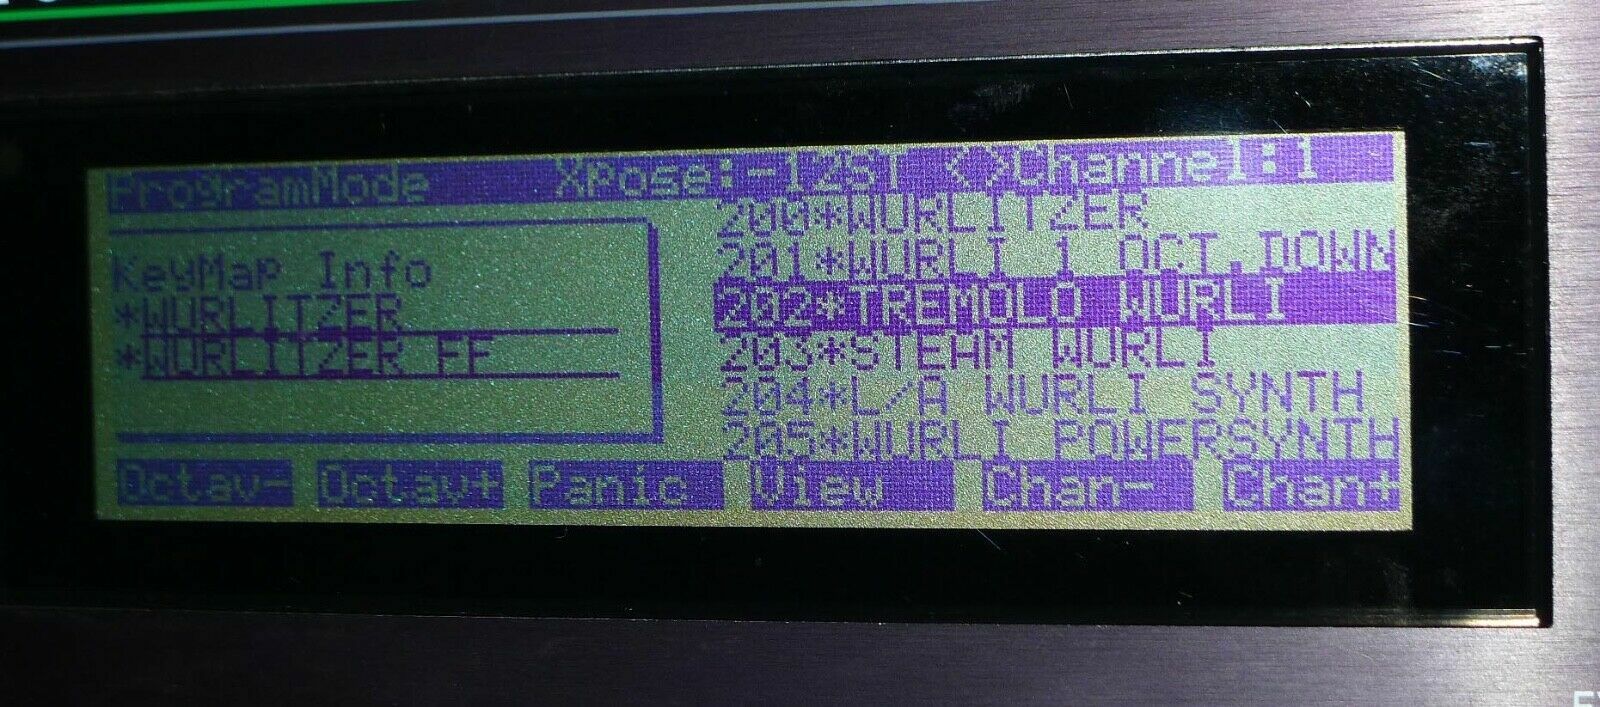 ProgramMode Xpose:-12ST <>Channel:1
KeyMap Info
*WURLITZER
*WURLITZER FF
200*WURLITZER
201*WURLI 1 OCT.DOWN
202*TREMOLO WURLI
203*STEAM WURLI
204*L/A WURLI SYNTH
205*WURLI POWERSYNTH
Octav- Octav+ Panic View Chan- Chan+